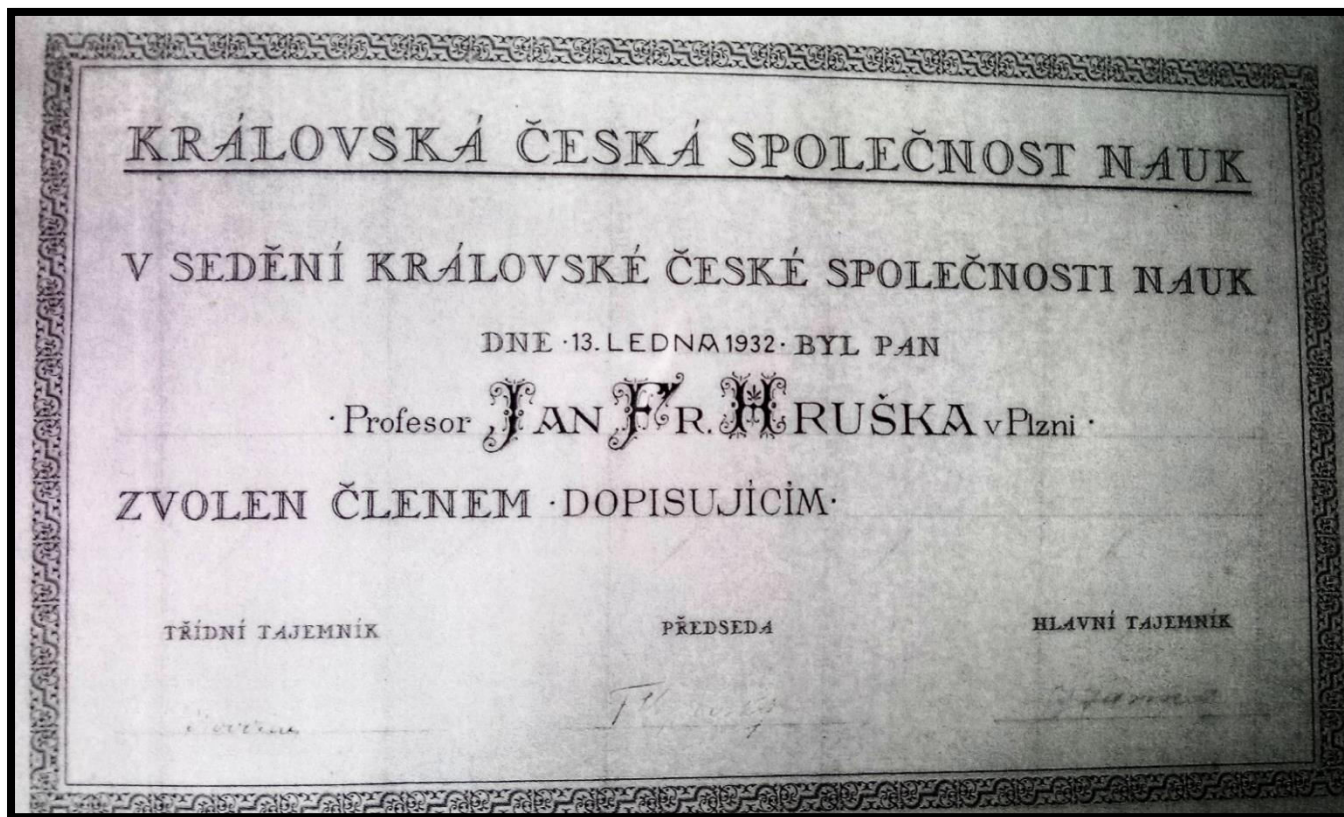 KRÁLOVSKÁ ČESKÁ SPOLEČNOST NAUK
V SEDĚNÍ KRÁLOVSKÉ ČESKÉ SPOLEČNOSTI NAUK
DNE · 13. LEDNA 1932 · BYL PAN
· Profesor JAN FR. HRUŠKA v Plzni ·
ZVOLEN ČLENEM · DOPISUJÍCÍM ·
TŘÍDNÍ TAJEMNÍK PŘEDSEDA HLAVNÍ TAJEMNÍK